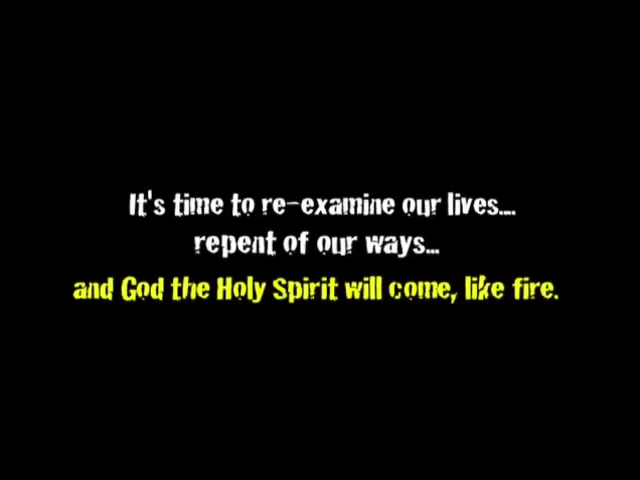 It's time to re-examine our lives....
repent of our ways...
and God the Holy Spirit will come, like fire.